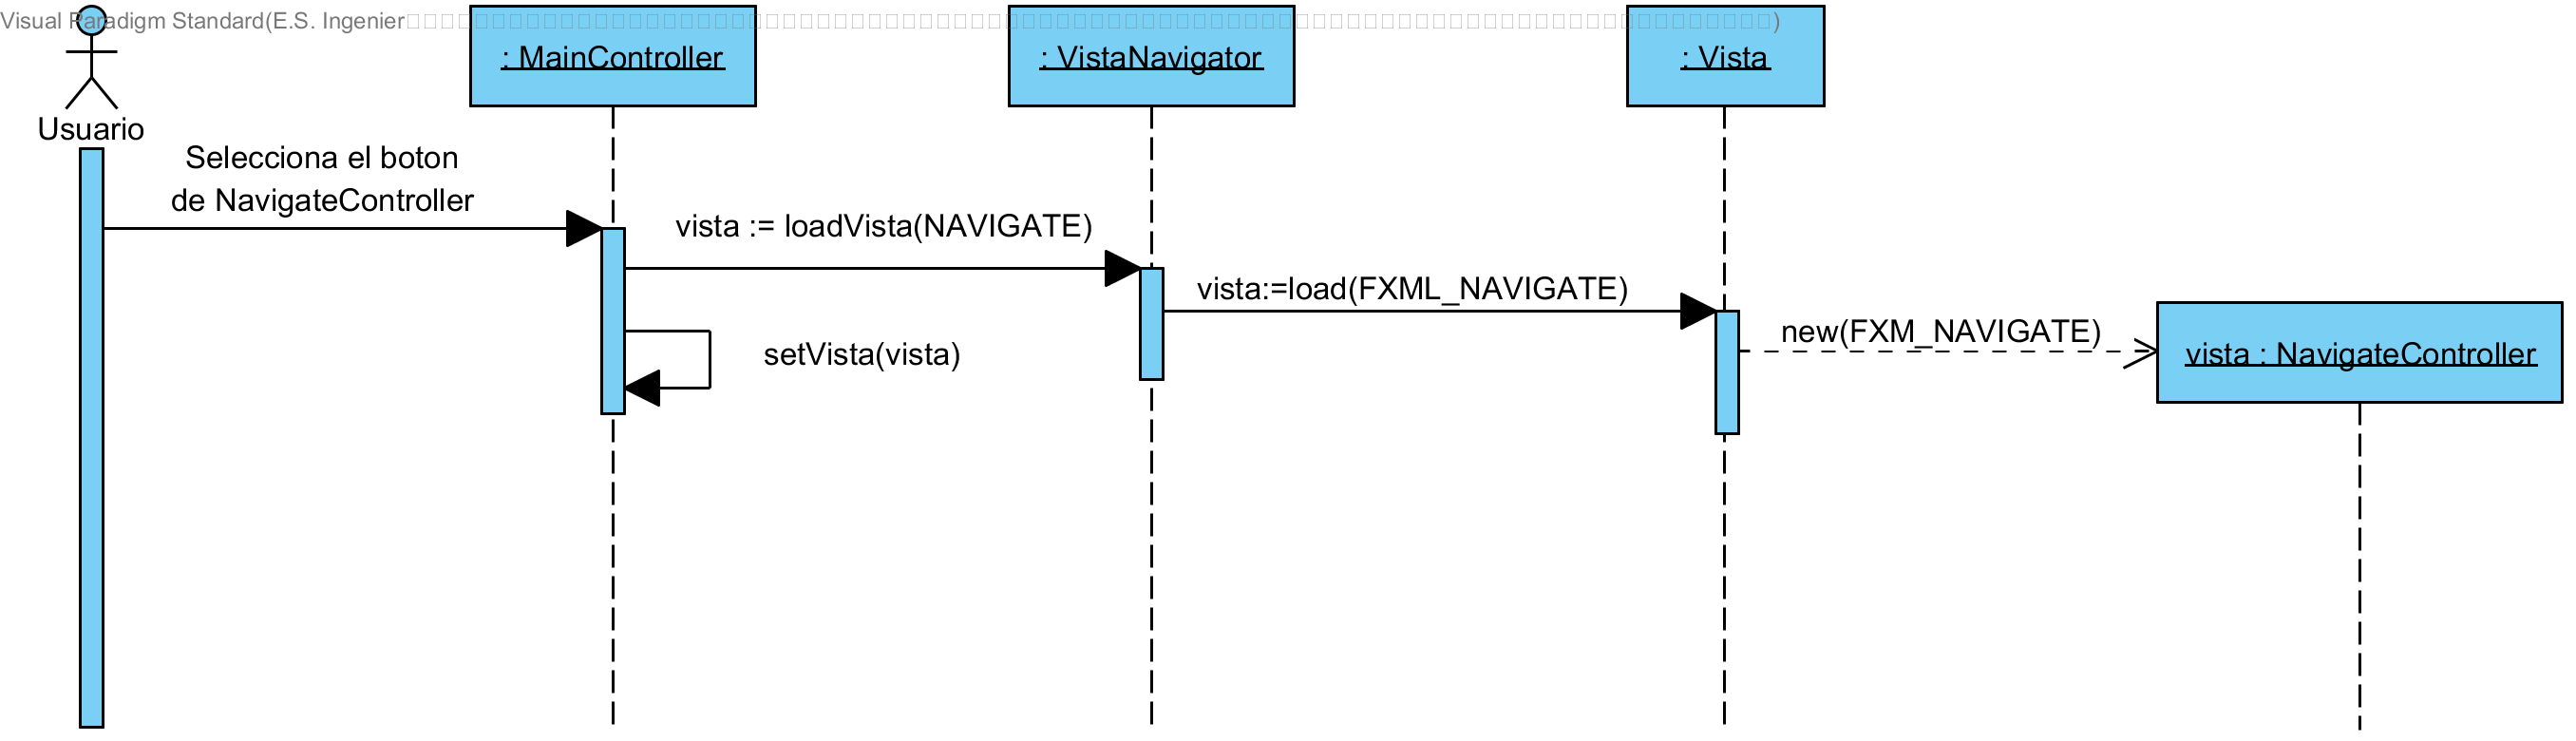 Visual Paradigm Standard(E.S. Ingenier
: MainController
: VistaNavigator
: Vista
Usuario
Selecciona el boton
de NavigateController
vista := loadVista(NAVIGATE)
vista:=load(FXML_NAVIGATE)
new(FXM_NAVIGATE)
setVista(vista)
vista : NavigateController